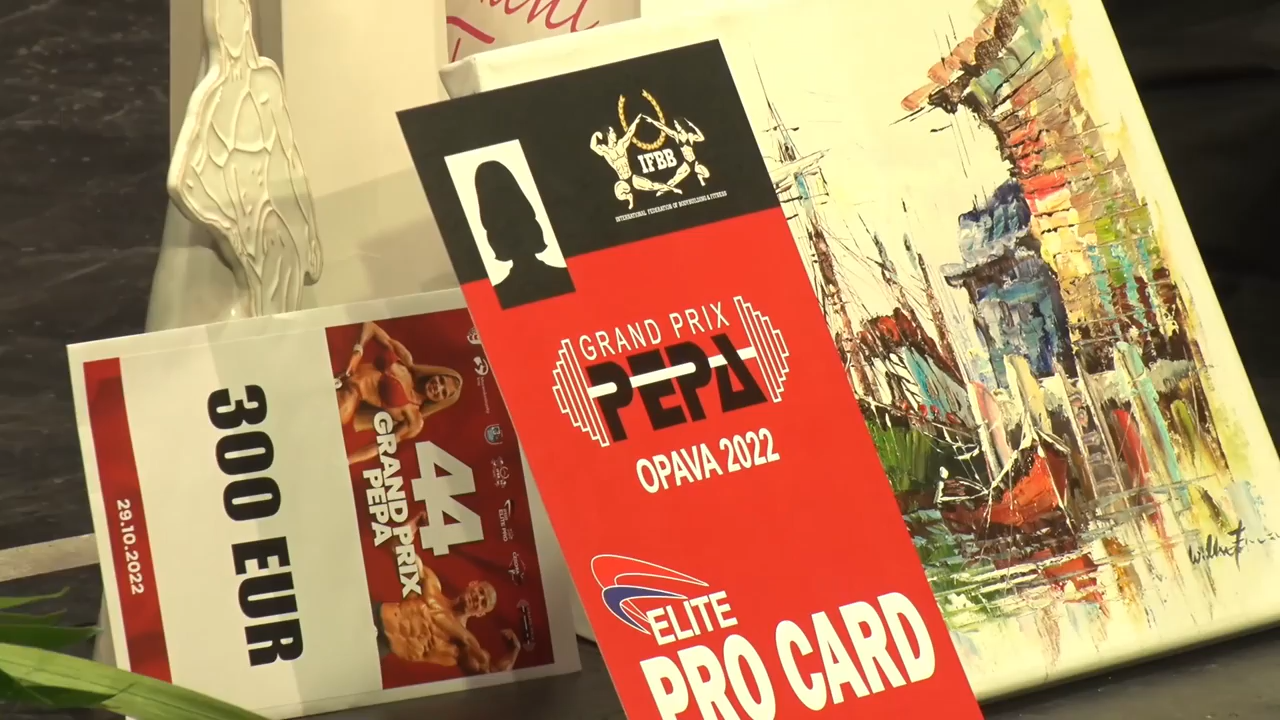 IFBB
INTERNATIONAL FEDERATION OF BODYBUILDING & FITNESS
GRAND PRIX
PEPA
OPAVA 2022
ELITE
PRO CARD
44
GRAND PRIX
PEPA
300 EUR
29.10.2022